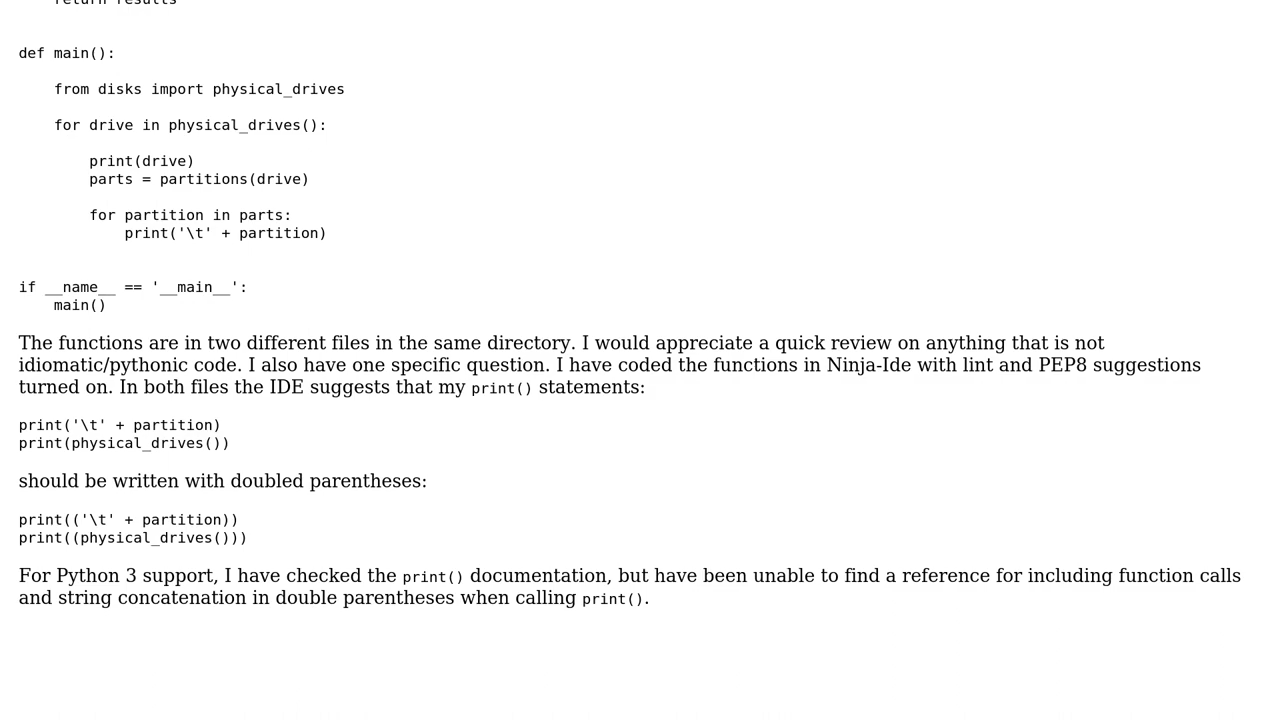 return results
def main():
from disks import physical_drives
for drive in physical_drives():
print(drive)
parts = partitions(drive)
for partition in parts:
print('\t' + partition)
if __name__ == '__main__':
main()
The functions are in two different files in the same directory. I would appreciate a quick review on anything that is not
idiomatic/pythonic code. I also have one specific question. I have coded the functions in Ninja-Ide with lint and PEP8 suggestions
turned on. In both files the IDE suggests that my print() statements:
print('\t' + partition)
print(physical_drives())
should be written with doubled parentheses:
print(('\t' + partition))
print((physical_drives()))
For Python 3 support, I have checked the print() documentation, but have been unable to find a reference for including function calls
and string concatenation in double parentheses when calling print().